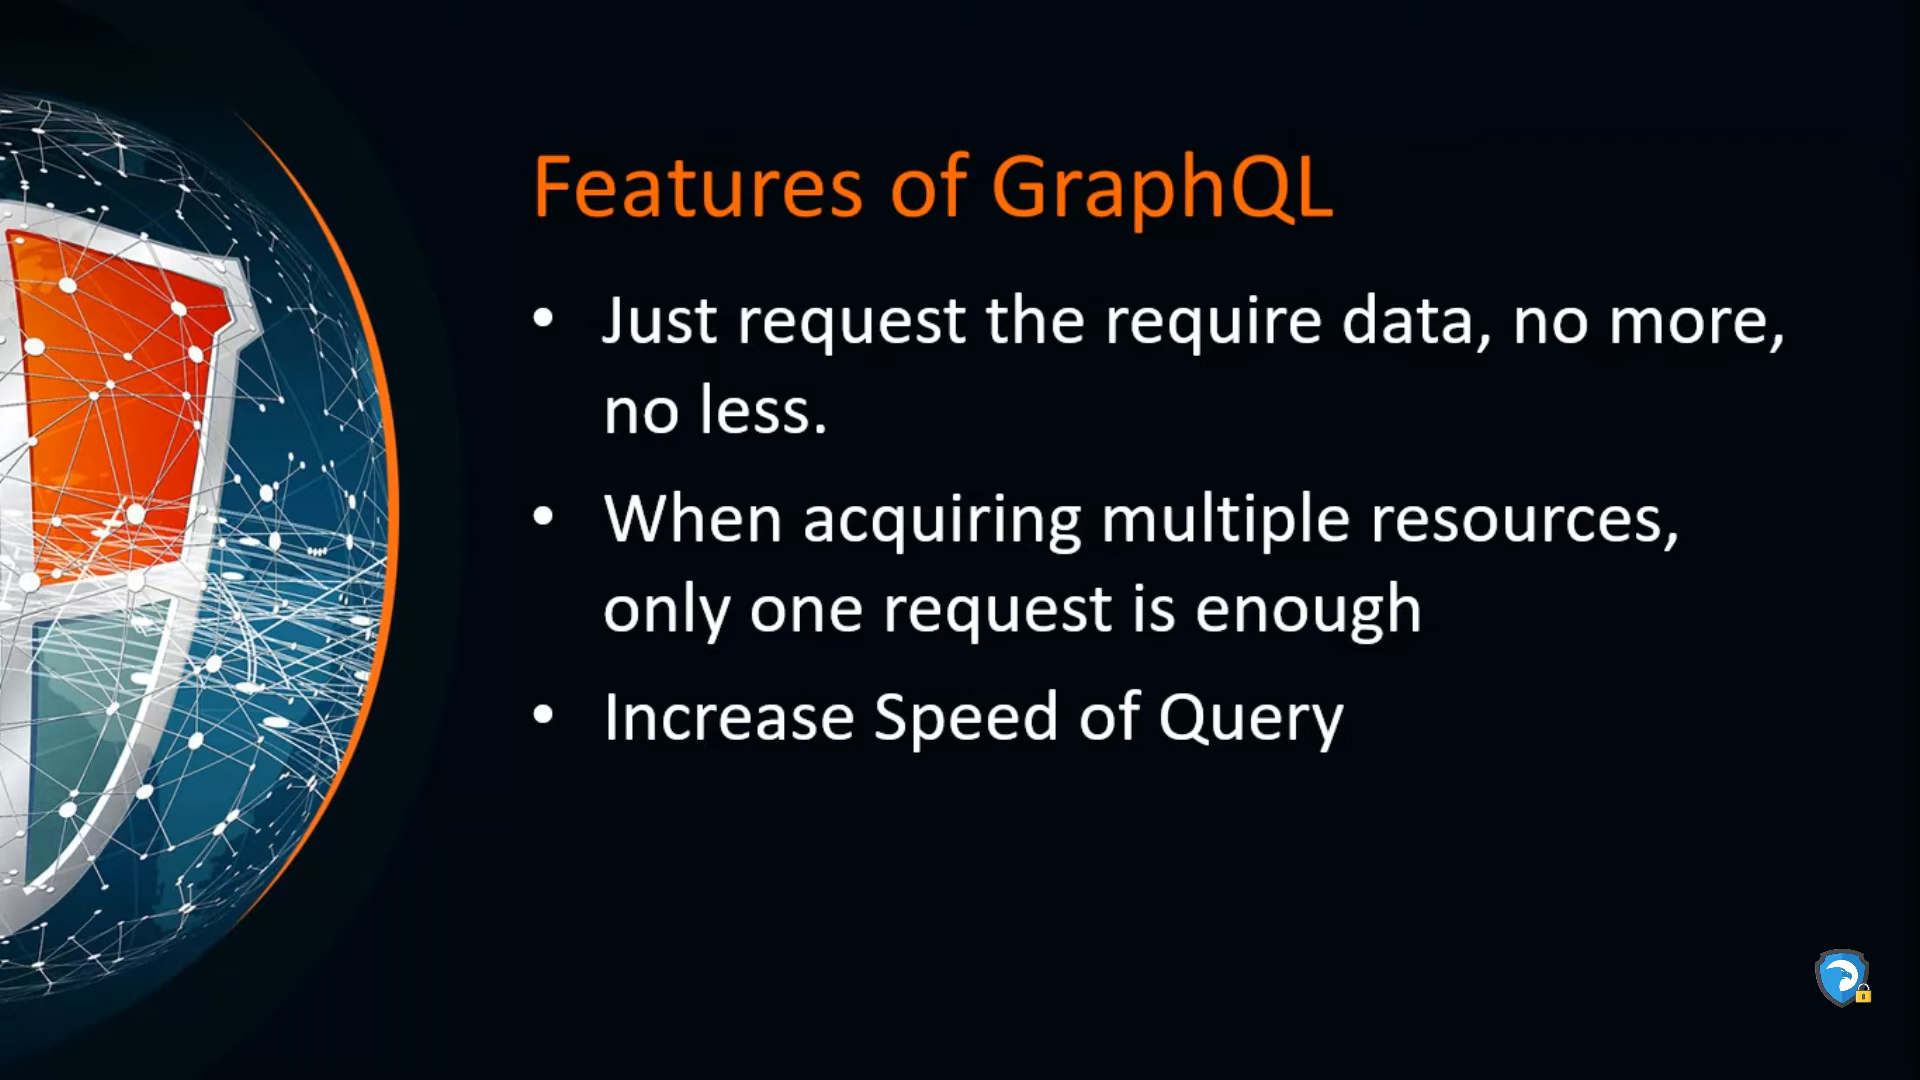 Features of GraphQL
• Just request the require data, no more,
no less.
• When acquiring multiple resources,
only one request is enough
• Increase Speed of Query